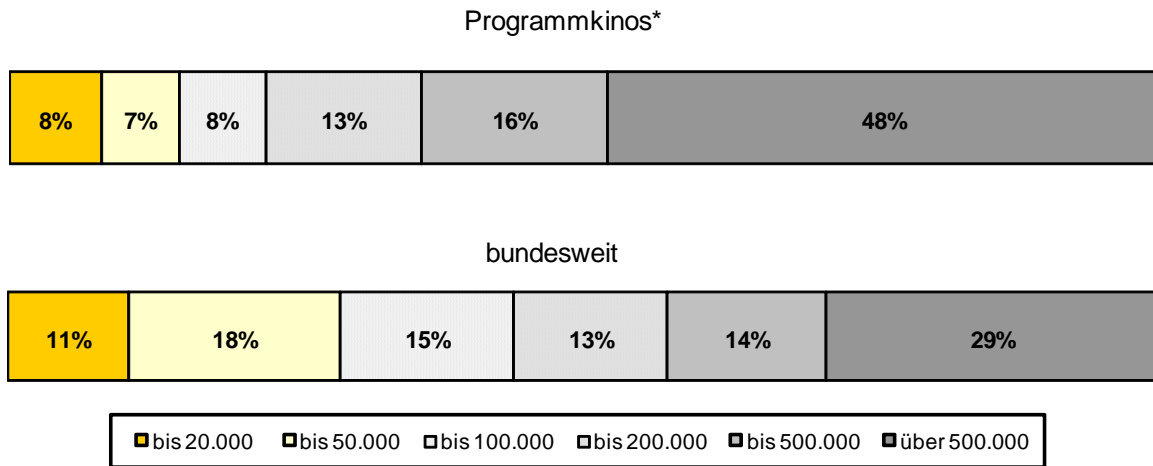 Programmkinos*
8% 7% 8% 13% 16% 48%
bundesweit
11% 18% 15% 13% 14% 29%
bis 20.000 bis 50.000 bis 100.000 bis 200.000 bis 500.000 über 500.000